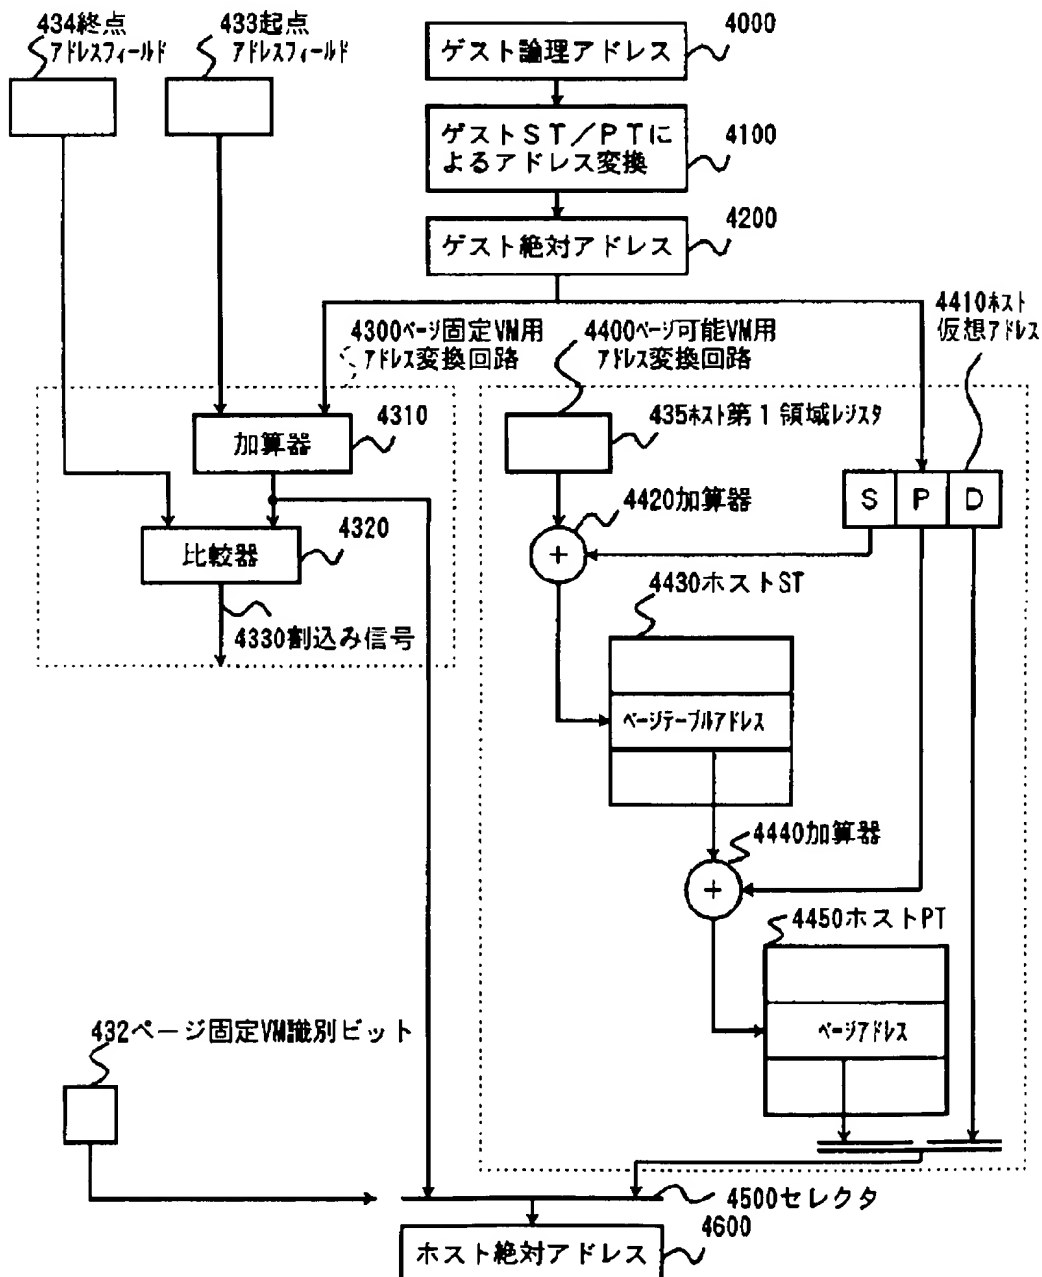 434終点
アドレスフィールド
433起点
アドレスフィールド
4000
ゲスト論理アドレス
ゲストST/PTに
よるアドレス変換
4100
4200
ゲスト絶対アドレス
4300ページ固定VM用
アドレス変換回路
4400ページ可能VM用
アドレス変換回路
4410ホスト
仮想アドレス
4310
加算器
435ホスト第1領域レジスタ
S P D
4420加算器
4320
比較器
4430ホストST
4330割込み信号
ページテーブルアドレス
4440加算器
4450ホストPT
432ページ固定VM識別ビット
ページアドレス
4500セレクタ
4600
ホスト絶対アドレス